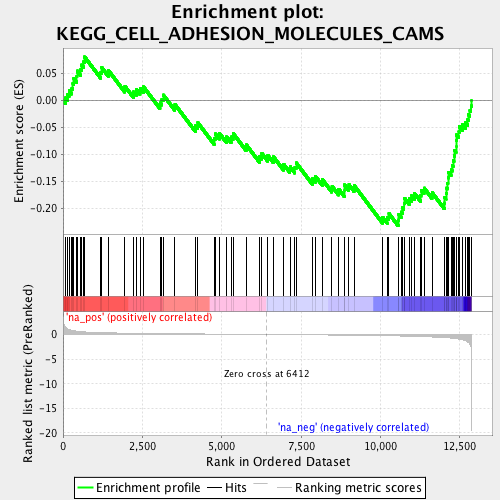 Enrichment plot:
KEGG_CELL_ADHESION_MOLECULES_CAMS
Enrichment score (ES)
0.05
0.00
-0.05
-0.10
-0.15
-0.20
'na_pos' (positively correlated)
Ranked list metric (PreRanked)
0
-5
-10
-15
-20
Zero cross at 6412
'na_neg' (negatively correlated)
0
2,500
5,000
7,500
10,000
12,500
Rank in Ordered Dataset
Enrichment profile
Hits
Ranking metric scores